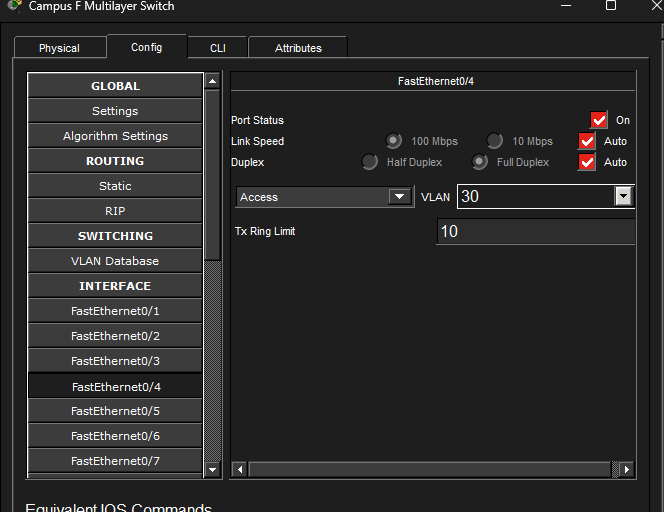 Campus F Multilayer Switch
Physical Config CLI Attributes
GLOBAL
Settings
Algorithm Settings
ROUTING
Static
RIP
SWITCHING
VLAN Database
INTERFACE
FastEthernet0/1
FastEthernet0/2
FastEthernet0/3
FastEthernet0/4
FastEthernet0/5
FastEthernet0/6
FastEthernet0/7
FastEthernet0/4
Port Status On
Link Speed 100 Mbps 10 Mbps Auto
Duplex Half Duplex Full Duplex Auto
Access VLAN 30
Tx Ring Limit 10
Equivalent IOS Commands